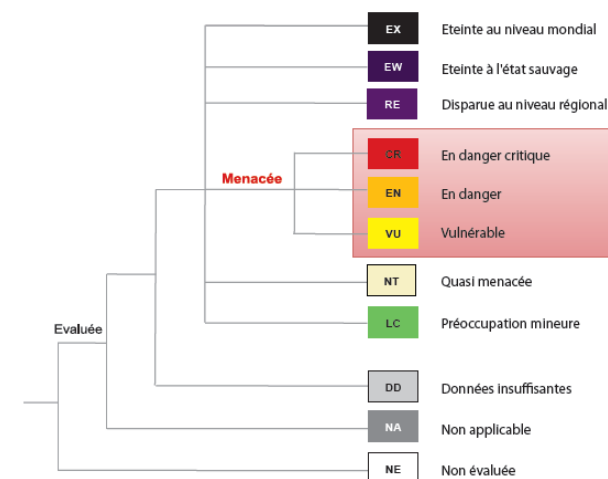 EX Eteinte au niveau mondial
EW Eteinte à l'état sauvage
RE Disparue au niveau régional
CR En danger critique
Menacée
EN En danger
VU Vulnérable
NT Quasi menacée
LC Préoccupation mineure
Evaluée
DD Données insuffisantes
NA Non applicable
NE Non évaluée